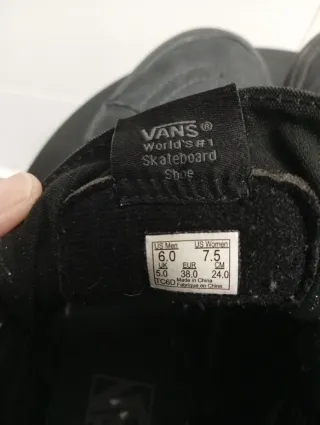 VANS®
World's #1
Skateboard
Shoe
US Men US Women
6.0 7.5
UK EUR CM
5.0 38.0 24.0
TC6D Made in China
Fabriqué en Chine